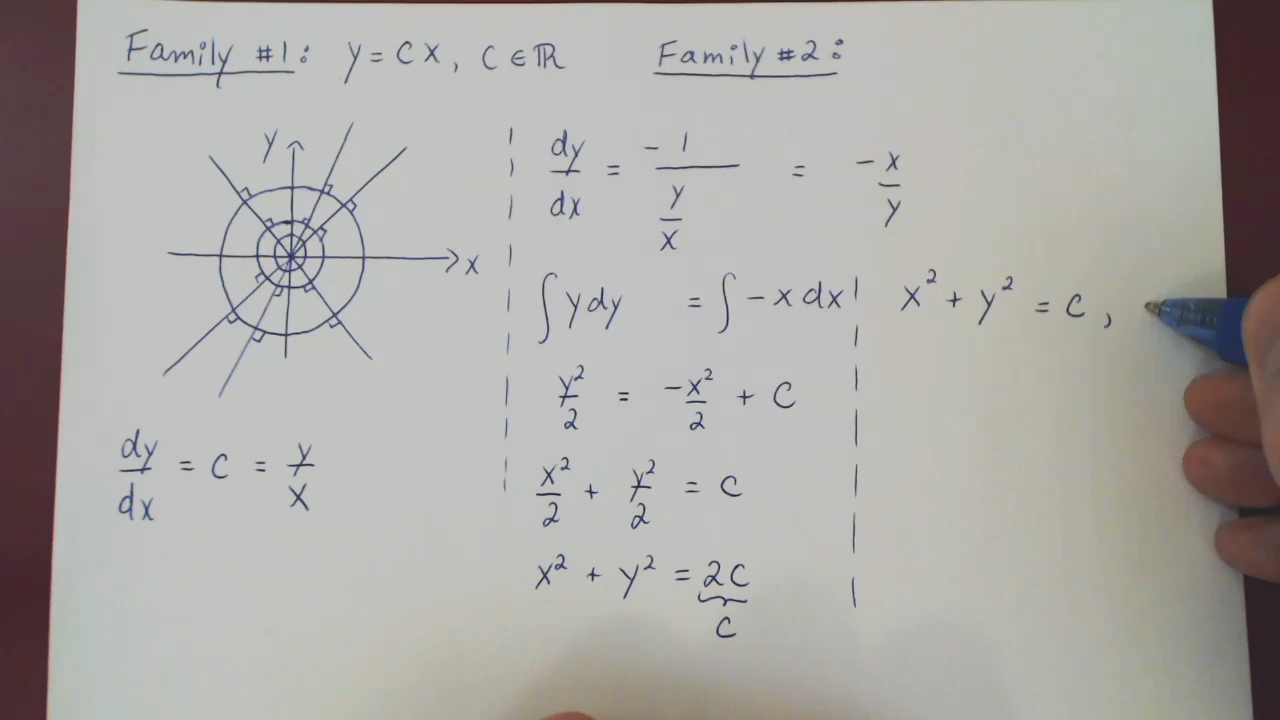 Family #1: y = cx, c ∈ ℝ
y
x
dy/dx = c = y/x
Family #2:
dy/dx = -1/(y/x) = -x/y
∫ y dy = ∫ -x dx
y²/2 = -x²/2 + C
x²/2 + y²/2 = C
x² + y² = 2C
C
x² + y² = C,